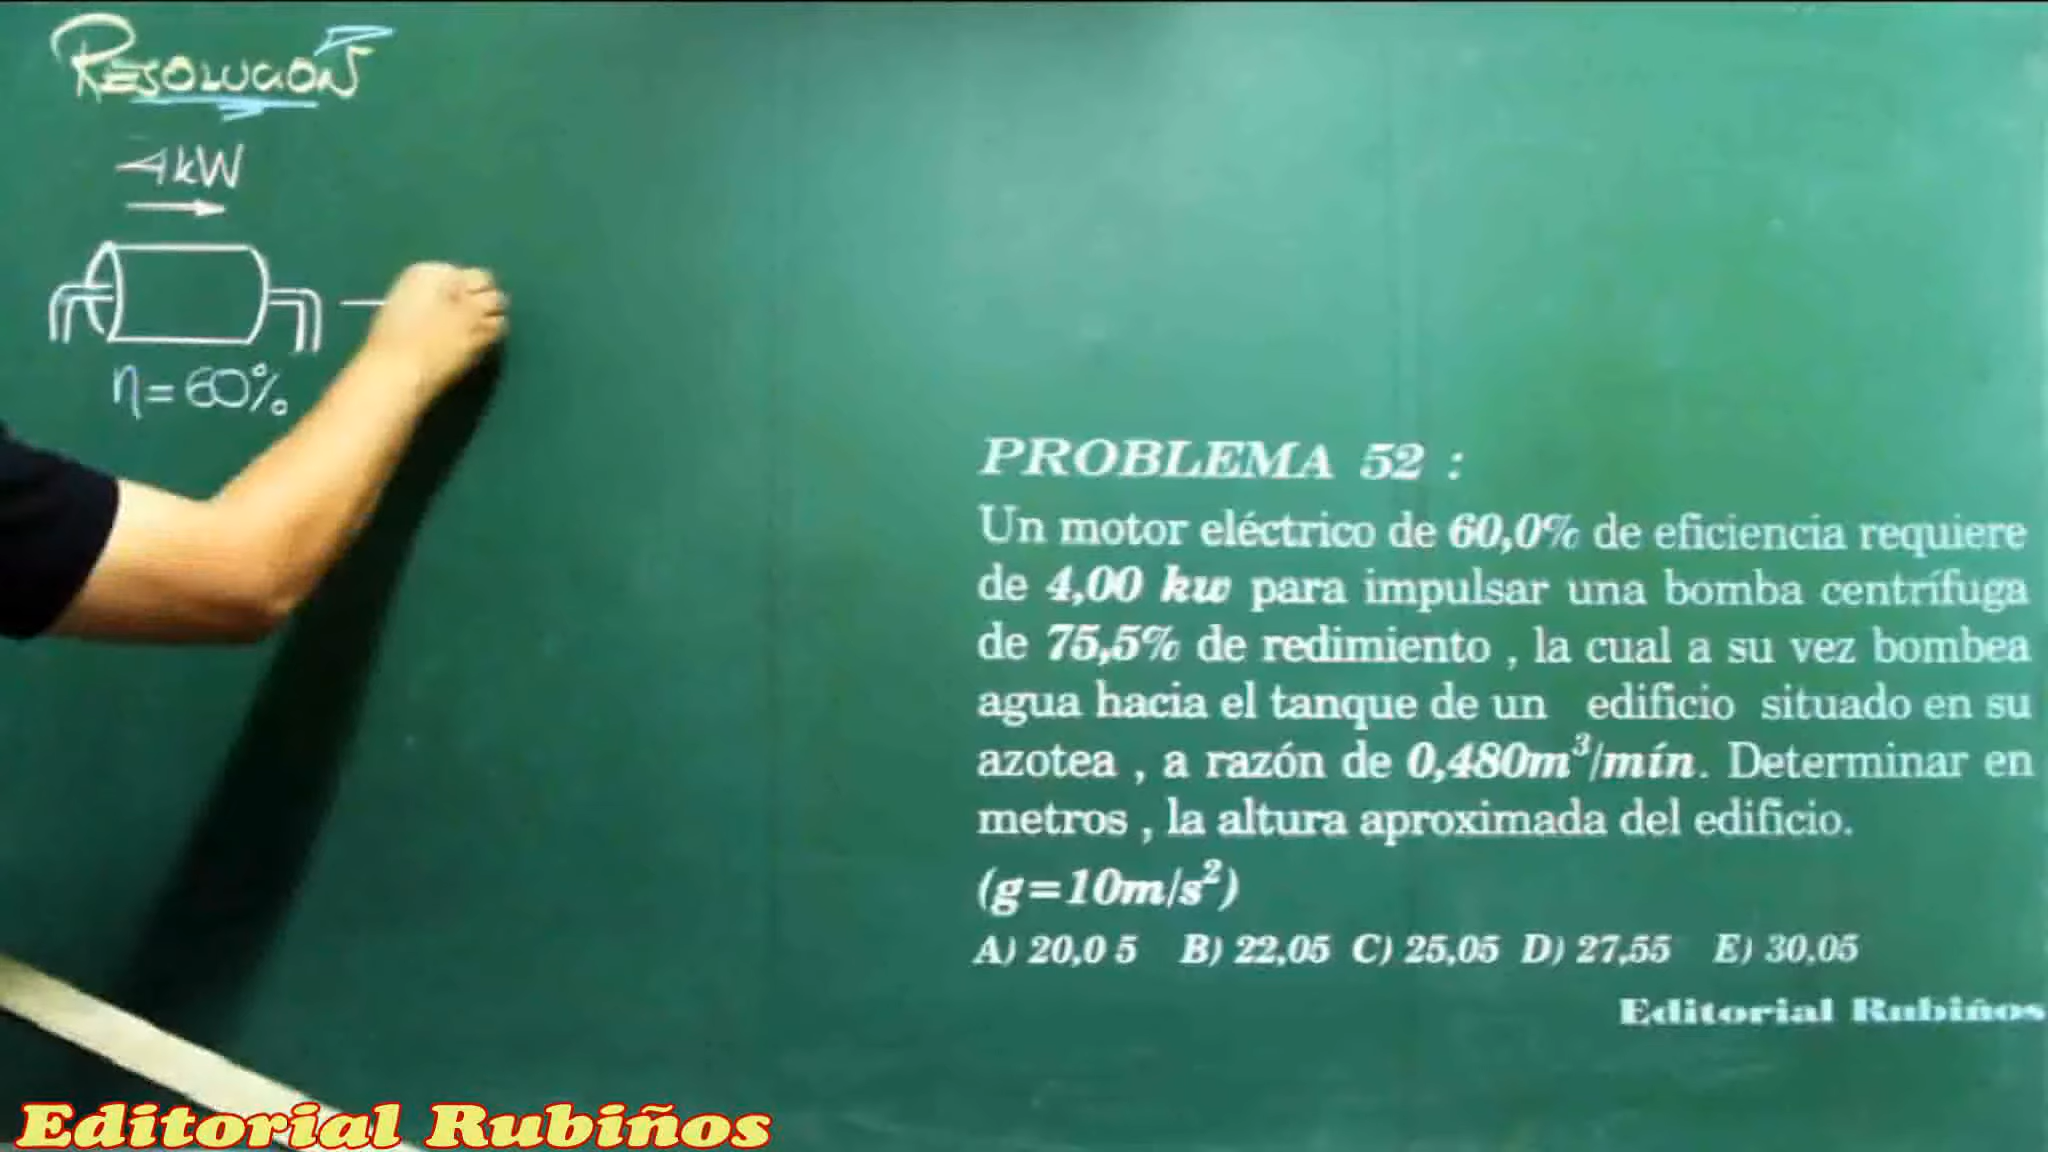 RESOLUCIÓN
4kW
η=60%
PROBLEMA 52 :
Un motor eléctrico de 60,0% de eficiencia requiere
de 4,00 kw para impulsar una bomba centrífuga
de 75,5% de redimiento , la cual a su vez bombea
agua hacia el tanque de un edificio situado en su
azotea , a razón de 0,480m³/mín. Determinar en
metros , la altura aproximada del edificio.
(g=10m/s²)
A) 20,0 5 B) 22,05 C) 25,05 D) 27,55 E) 30,05
Editorial Rubiños
Editorial Rubiños